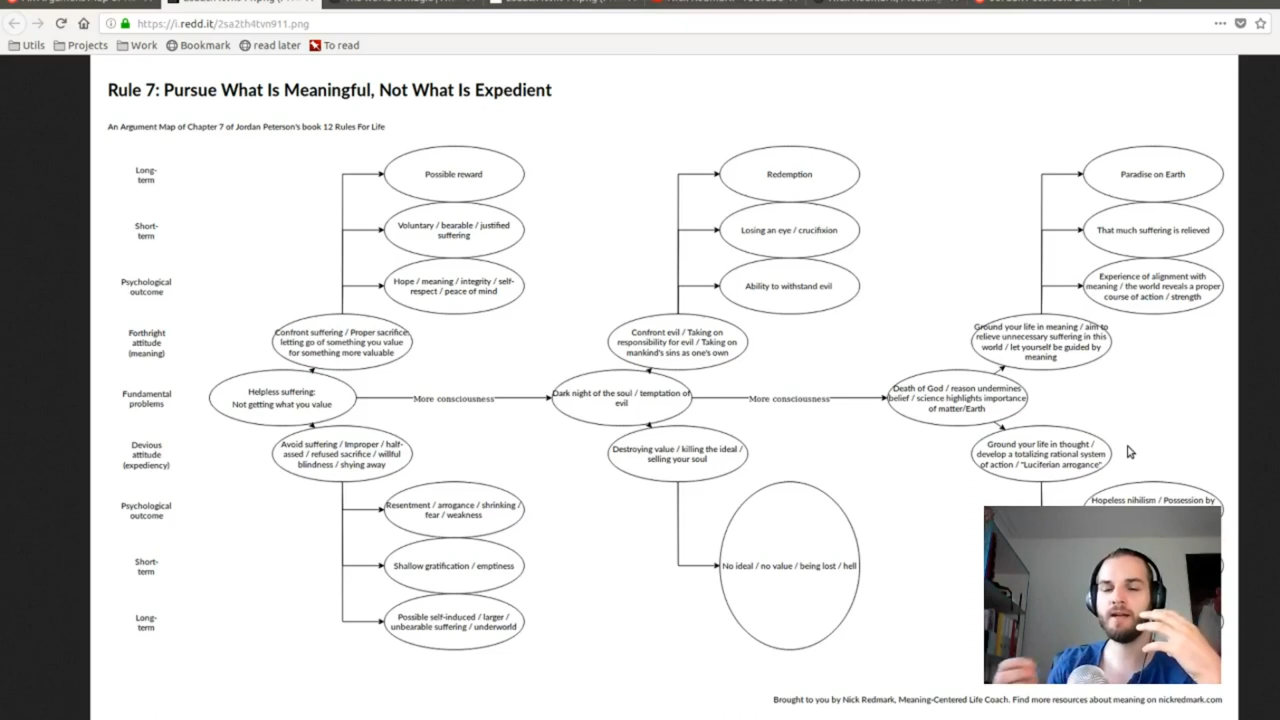 https://i.redd.it/2sa2th4tvn911.png
Utils
Projects
Work
Bookmark
read later
To read
Rule 7: Pursue What Is Meaningful, Not What Is Expedient
An Argument Map of Chapter 7 of Jordan Peterson's book 12 Rules For Life
Long-
term
Possible reward
Redemption
Paradise on Earth
Short-
term
Voluntary / bearable / justified
suffering
Losing an eye / crucifixion
That much suffering is relieved
Psychological
outcome
Hope / meaning / integrity / self-
respect / peace of mind
Ability to withstand evil
Experience of alignment with
meaning / the world reveals a proper
course of action / strength
Forthright
attitude
(meaning)
Confront suffering / Proper sacrifice,
letting go of something you value
for something more valuable
Confront evil / Taking on
responsibility for evil / Taking on
mankind's sins as one's own
Ground your life in meaning / aim to
relieve unnecessary suffering in this
world / let yourself be guided by
meaning
Fundamental
problems
Helpless suffering:
Not getting what you value
More consciousness
Dark night of the soul / temptation of
evil
More consciousness
Death of God / reason undermines
belief / science highlights importance
of matter/Earth
Devious
attitude
(expediency)
Avoid suffering / Improper / half-
assed / refused sacrifice / willful
blindness / shying away
Destroying value / killing the ideal /
selling your soul
Ground your life in thought /
develop a totalizing rational system
of action / "Luciferian arrogance"
Psychological
outcome
Resentment / arrogance / shrinking /
fear / weakness
Hopeless nihilism / Possession by
Short-
term
Shallow gratification / emptiness
No ideal / no value / being lost / hell
Long-
term
Possible self-induced / larger /
unbearable suffering / underworld
Brought to you by Nick Redmark, Meaning-Centered Life Coach. Find more resources about meaning on nickredmark.com